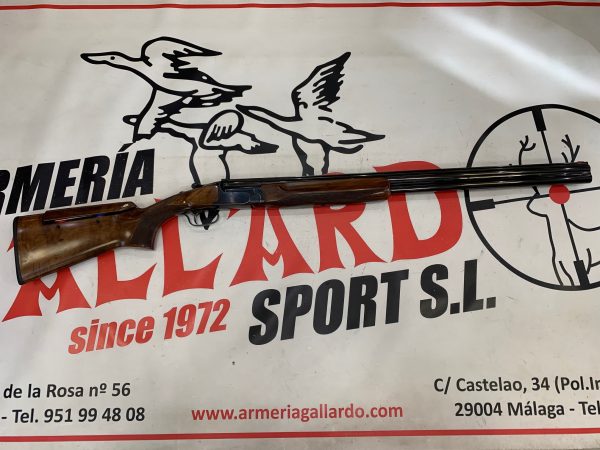 RMERÍA
ALLARDO
SPORT S.L.
since 1972
de la Rosa nº 56
C/ Castelao, 34 (Pol.In
- Tel. 951 99 48 08
www.armeriagallardo.com
29004 Málaga - Tel